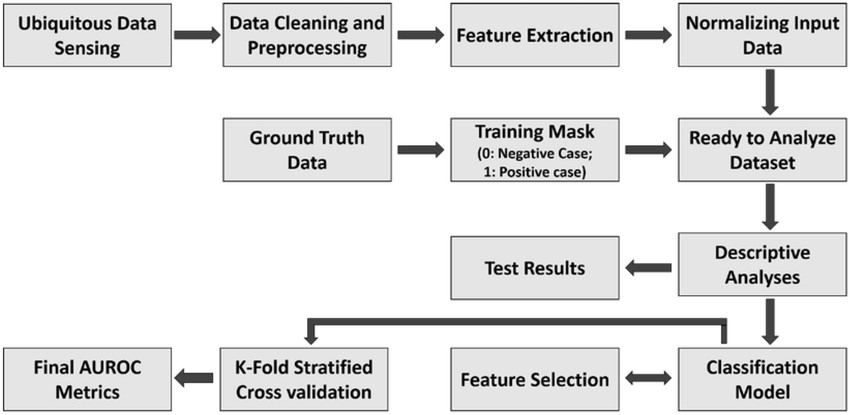 Ubiquitous Data
Sensing
Data Cleaning and
Preprocessing
Feature Extraction
Normalizing Input
Data
Ground Truth
Data
Training Mask
(0: Negative Case;
1: Positive case)
Ready to Analyze
Dataset
Test Results
Descriptive
Analyses
Final AUROC
Metrics
K-Fold Stratified
Cross validation
Feature Selection
Classification
Model